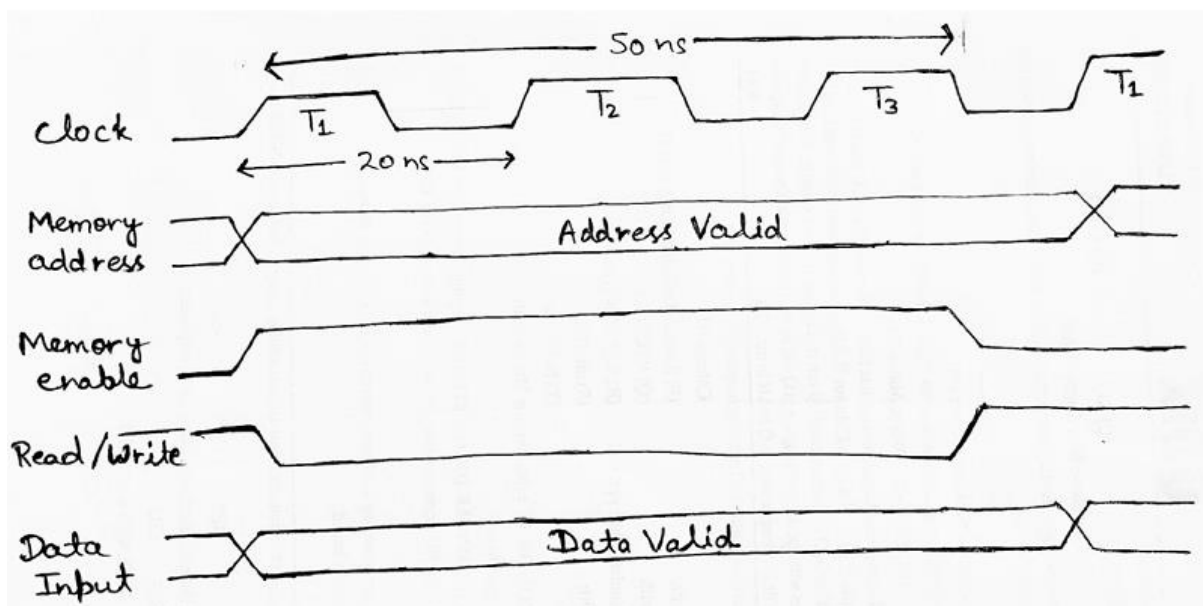 50 ns
T₁ T₂ T₃ T₁
Clock
20 ns
Memory
address
Address Valid
Memory
enable
Read / Write
Data
Input
Data Valid